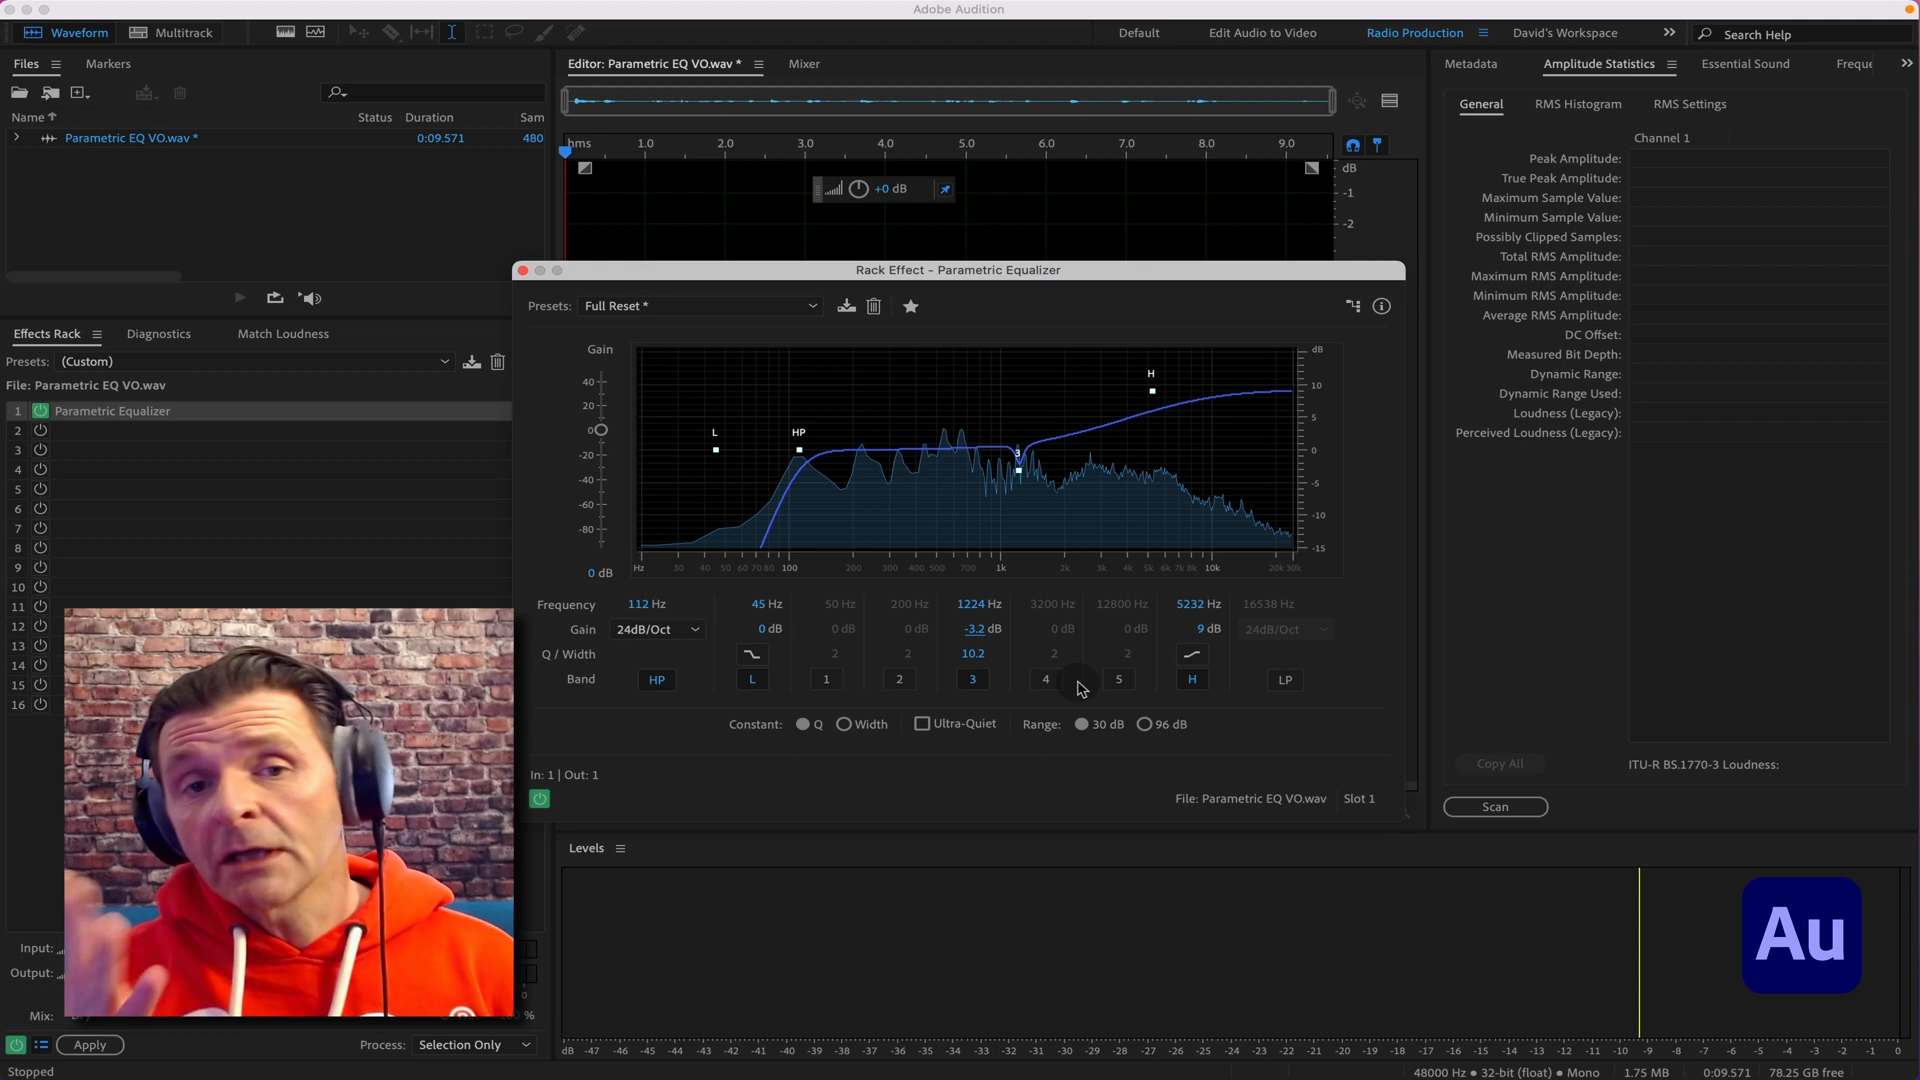 Adobe Audition
Waveform Multitrack Default Edit Audio to Video Radio Production David's Workspace Search Help
Files Markers Editor: Parametric EQ VO.wav * Mixer Metadata Amplitude Statistics Essential Sound Freque
General RMS Histogram RMS Settings
Name Status Duration Sam
Parametric EQ VO.wav * 0:09.571 480
hms 1.0 2.0 3.0 4.0 5.0 6.0 7.0 8.0 9.0
dB
-1
-2
+0 dB
Channel 1
Peak Amplitude:
True Peak Amplitude:
Maximum Sample Value:
Minimum Sample Value:
Possibly Clipped Samples:
Total RMS Amplitude:
Maximum RMS Amplitude:
Minimum RMS Amplitude:
Average RMS Amplitude:
DC Offset:
Measured Bit Depth:
Dynamic Range:
Dynamic Range Used:
Loudness (Legacy):
Perceived Loudness (Legacy):
Copy All ITU-R BS.1770-3 Loudness:
Scan
Effects Rack Diagnostics Match Loudness
Presets: (Custom)
File: Parametric EQ VO.wav
1 Parametric Equalizer
2
3
4
5
6
7
8
9
10
11
12
13
14
15
16
Rack Effect - Parametric Equalizer
Presets: Full Reset *
Gain
40
20
0
-20
-40
-60
-80
0 dB
L HP 3 H
dB
10
5
0
-5
-10
-15
Hz 30 40 50 60 70 80 100 200 300 400 500 700 1k 2k 3k 4k 5k 6k 7k 8k 10k 20k 30k
Frequency 112 Hz 45 Hz 50 Hz 200 Hz 1224 Hz 3200 Hz 12800 Hz 5232 Hz 16538 Hz
Gain 24dB/Oct 0 dB 0 dB 0 dB -3.2 dB 0 dB 0 dB 9 dB 24dB/Oct
Q / Width 2 2 10.2 2 2
Band HP L 1 2 3 4 5 H LP
Constant: Q Width Ultra-Quiet Range: 30 dB 96 dB
In: 1 | Out: 1
File: Parametric EQ VO.wav Slot 1
Levels
Au
Input:
Output:
0
Mix: %
Apply Process: Selection Only
dB -47 -46 -45 -44 -43 -42 -41 -40 -39 -38 -37 -36 -35 -34 -33 -32 -31 -30 -29 -28 -27 -26 -25 -24 -23 -22 -21 -20 -19 -18 -17 -16 -15 -14 -13 -12 -11 -10 -9 -8 -7 -6 -5 -4 -3 -2 -1 0
Stopped 48000 Hz • 32-bit (float) • Mono 1.75 MB 0:09.571 78.25 GB free